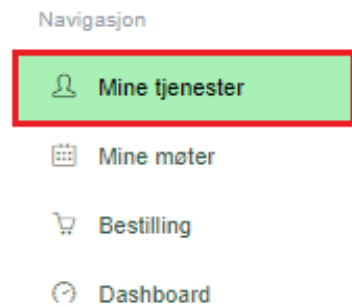 Navigasjon
Mine tjenester
Mine møter
Bestilling
Dashboard